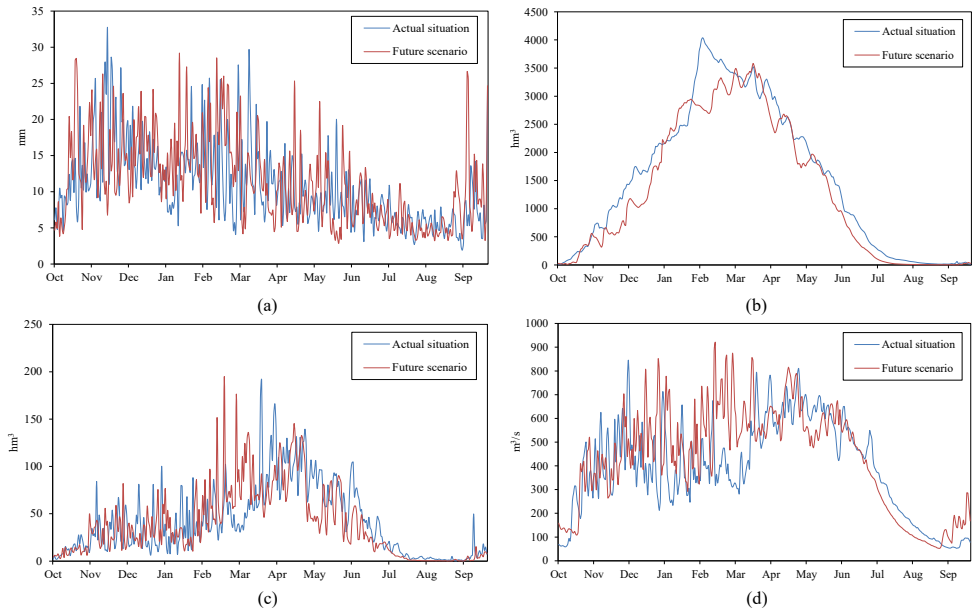 35
30
25
20
15
10
5
0
mm
Actual situation
Future scenario
Oct Nov Dec Jan Feb Mar Apr May Jun Jul Aug Sep
(a)
4500
4000
3500
3000
2500
2000
1500
1000
500
0
hm³
Actual situation
Future scenario
Oct Nov Dec Jan Feb Mar Apr May Jun Jul Aug Sep
(b)
250
200
150
100
50
0
hm³
Actual situation
Future scenario
Oct Nov Dec Jan Feb Mar Apr May Jun Jul Aug Sep
(c)
1000
900
800
700
600
500
400
300
200
100
0
m³/s
Actual situation
Future scenario
Oct Nov Dec Jan Feb Mar Apr May Jun Jul Aug Sep
(d)